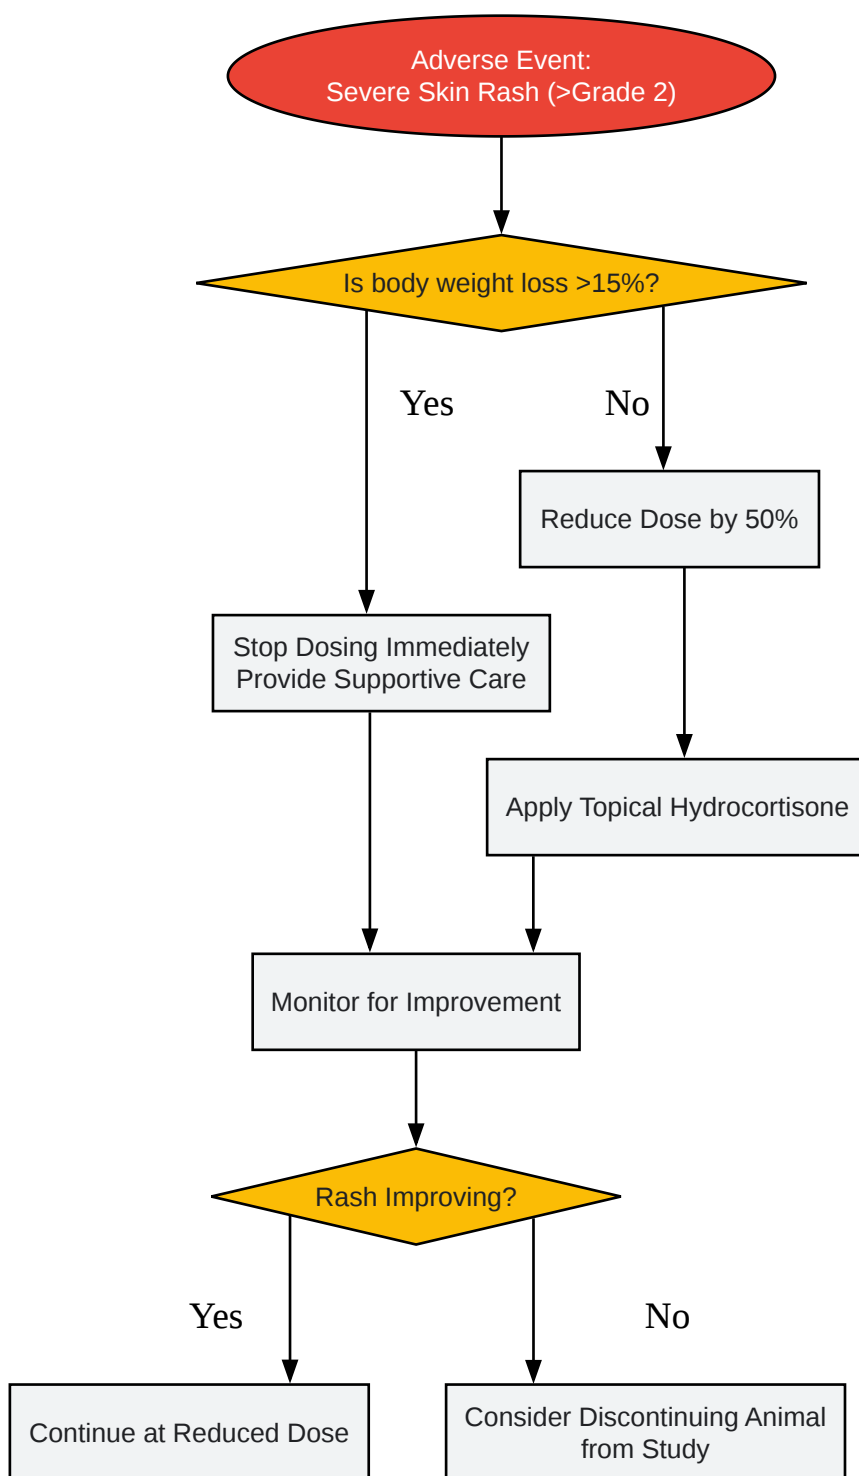 Adverse Event:
Severe Skin Rash (>Grade 2)
Is body weight loss >15%?
Yes
No
Reduce Dose by 50%
Stop Dosing Immediately
Provide Supportive Care
Apply Topical Hydrocortisone
Monitor for Improvement
Rash Improving?
Yes
No
Continue at Reduced Dose
Consider Discontinuing Animal
from Study